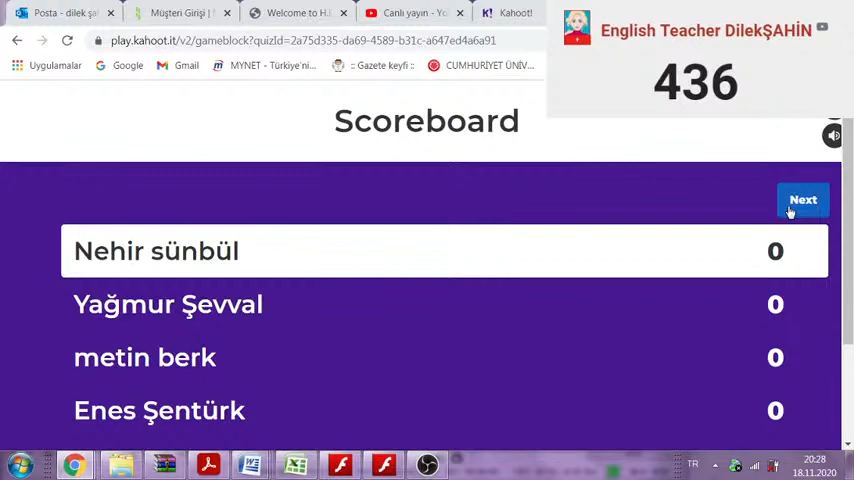 Posta - dilek şal
Müşteri Girişi | N
Welcome to H.I.
Canlı yayın - Yo
Kahoot!
play.kahoot.it/v2/gameblock?quizId=2a75d335-da69-4589-b31c-a647ed4a6a91
Uygulamalar
Google
Gmail
MYNET - Türkiye'ni...
:: Gazete keyfi ::
CUMHURİYET ÜNİV...
English Teacher DilekŞAHİN
436
Scoreboard
Next
Nehir sünbül 0
Yağmur Şevval 0
metin berk 0
Enes Şentürk 0
TR
20:28
18.11.2020